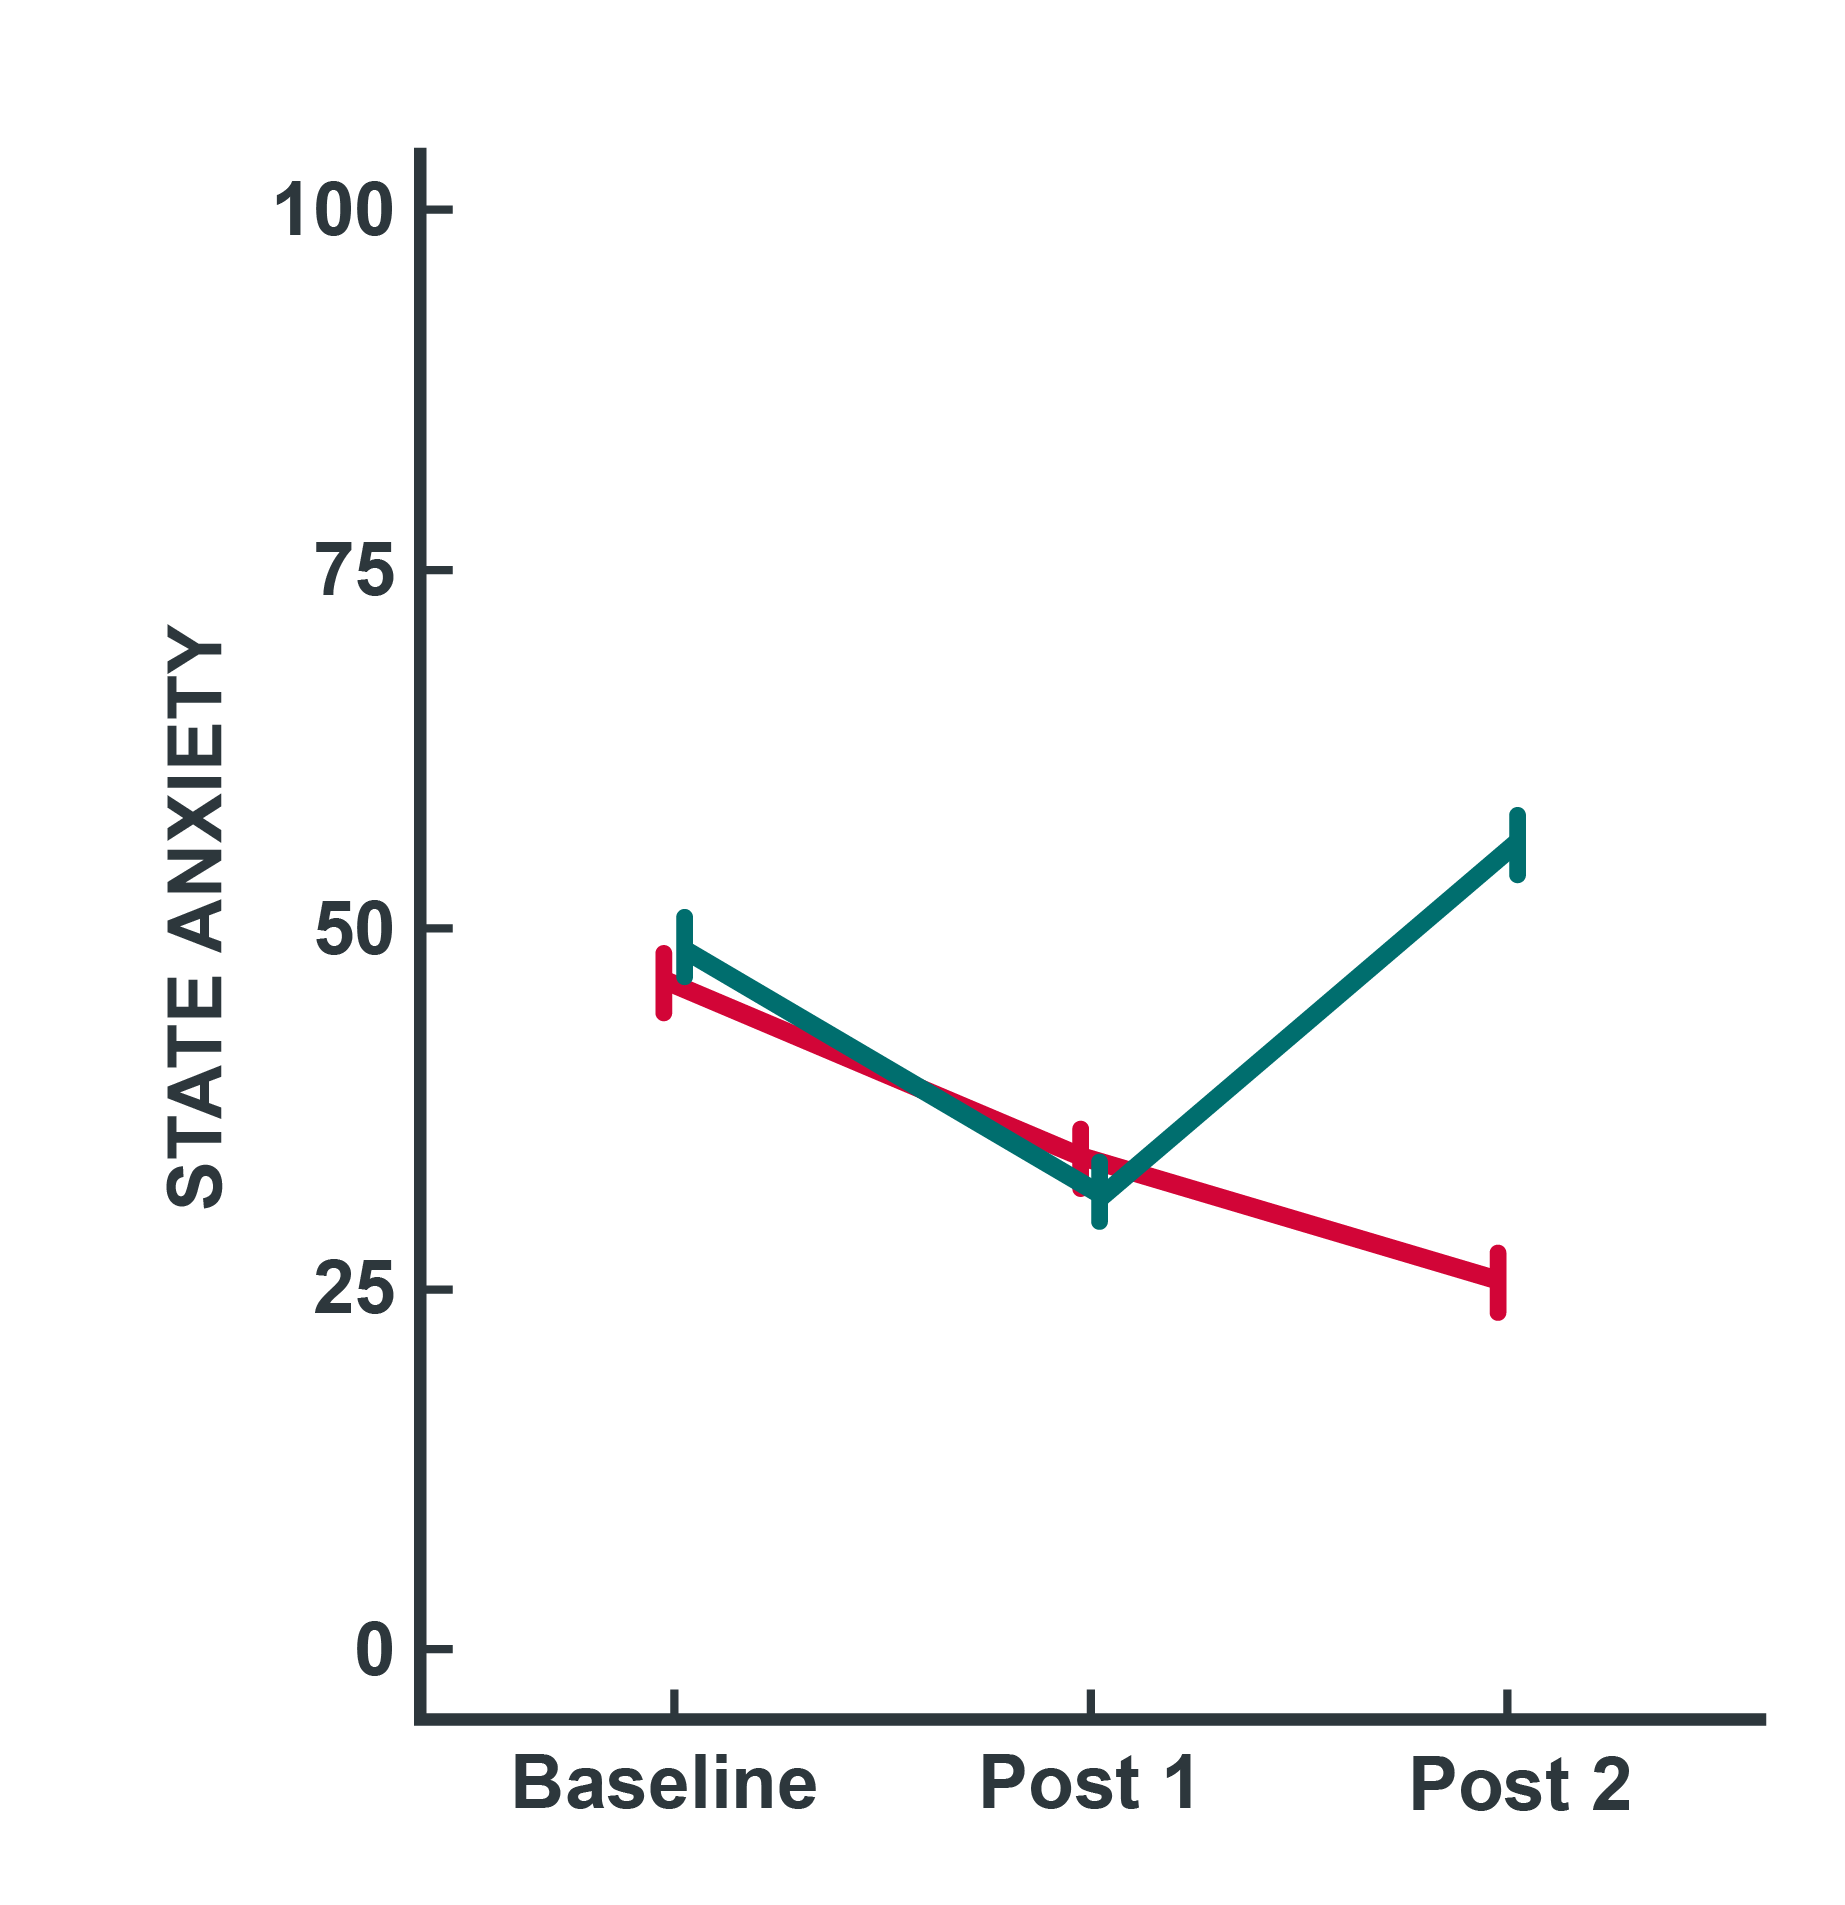 STATE ANXIETY
100
75
50
25
0
Baseline
Post 1
Post 2